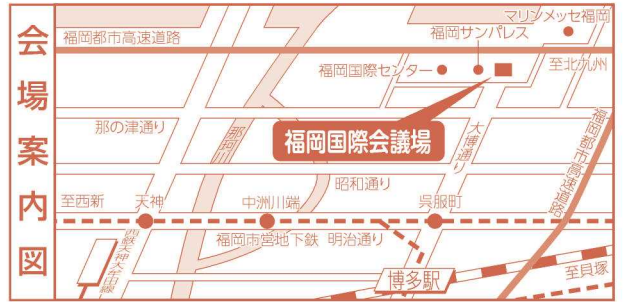 会場案内図
マリンメッセ福岡
福岡サンパレス
福岡都市高速道路
福岡国際センター
至北九州
那の津通り
那珂川
福岡国際会議場
大博通り
福岡都市高速道路
昭和通り
至西新
天神
中洲川端
呉服町
福岡市営地下鉄 明治通り
西鉄天神大牟田線
博多駅
至貝塚